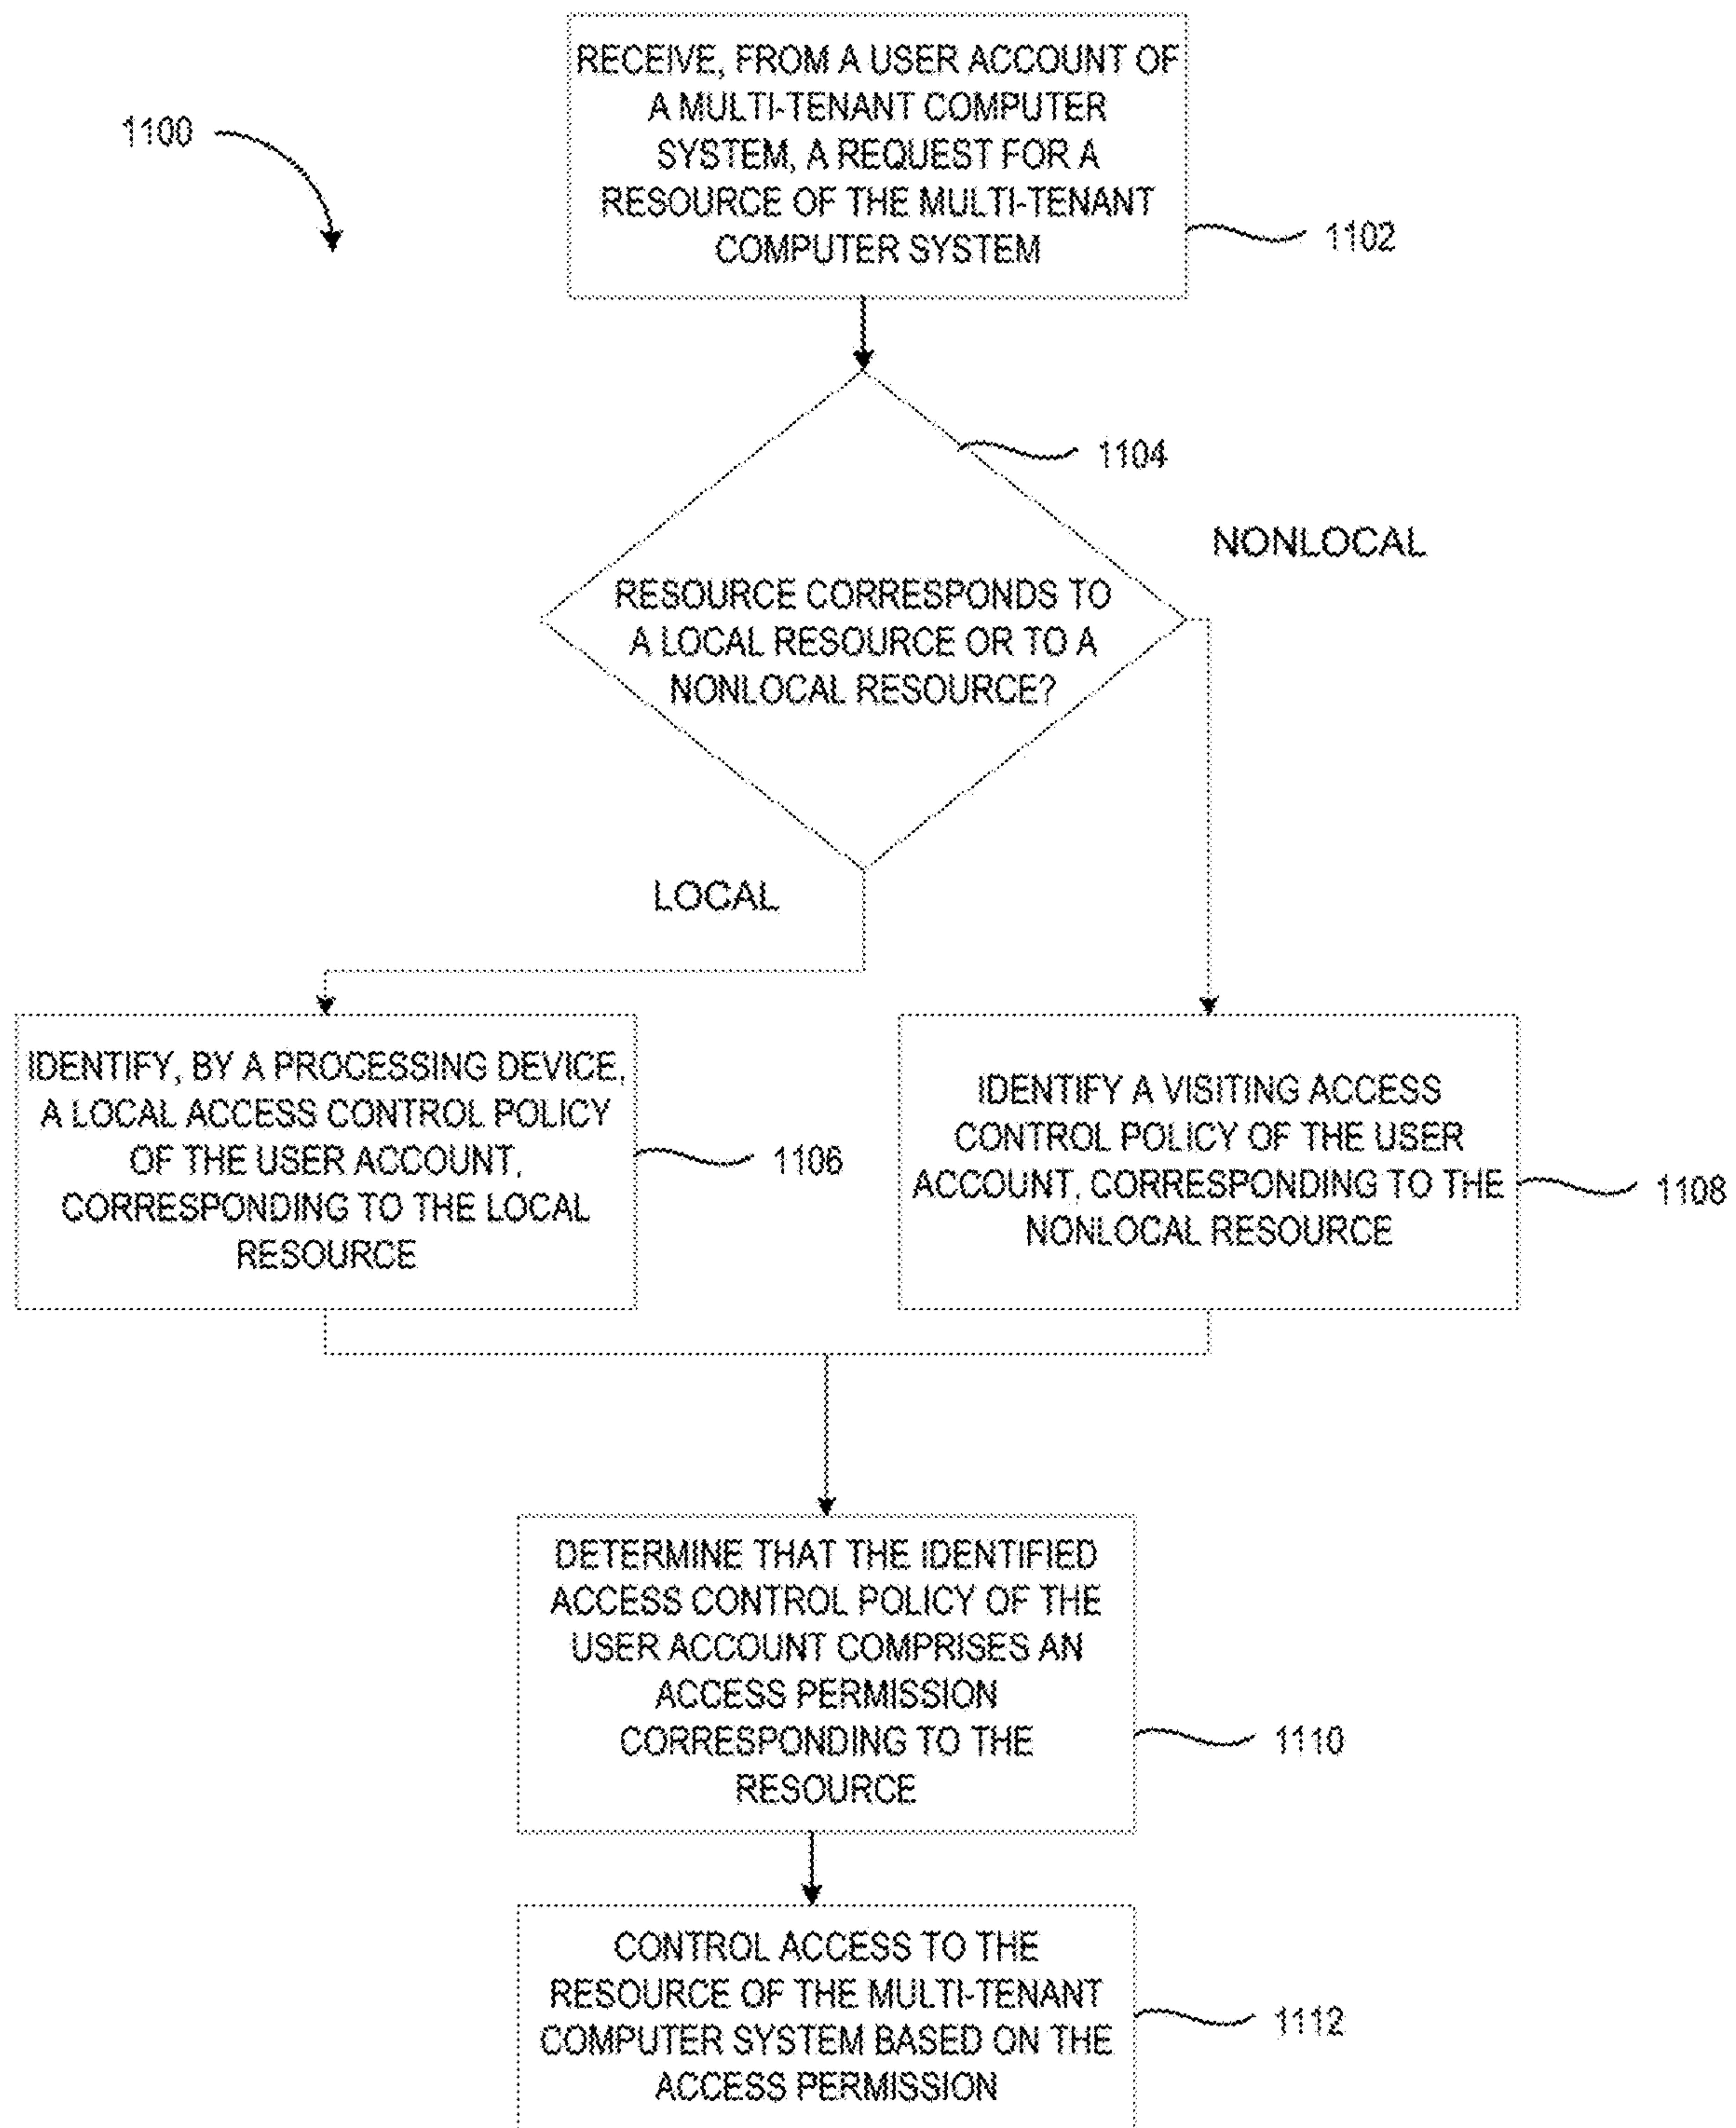 RECEIVE, FROM A USER ACCOUNT OF
A MULTI-TENANT COMPUTER
SYSTEM, A REQUEST FOR A
RESOURCE OF THE MULTI-TENANT
COMPUTER SYSTEM
1100
1102
1104
NONLOCAL
RESOURCE CORRESPONDS TO
A LOCAL RESOURCE OR TO A
NONLOCAL RESOURCE?
LOCAL
IDENTIFY, BY A PROCESSING DEVICE,
A LOCAL ACCESS CONTROL POLICY
OF THE USER ACCOUNT,
CORRESPONDING TO THE LOCAL
RESOURCE
1106
IDENTIFY A VISITING ACCESS
CONTROL POLICY OF THE USER
ACCOUNT, CORRESPONDING TO THE
NONLOCAL RESOURCE
1108
DETERMINE THAT THE IDENTIFIED
ACCESS CONTROL POLICY OF THE
USER ACCOUNT COMPRISES AN
ACCESS PERMISSION
CORRESPONDING TO THE
RESOURCE
1110
CONTROL ACCESS TO THE
RESOURCE OF THE MULTI-TENANT
COMPUTER SYSTEM BASED ON THE
ACCESS PERMISSION
1112